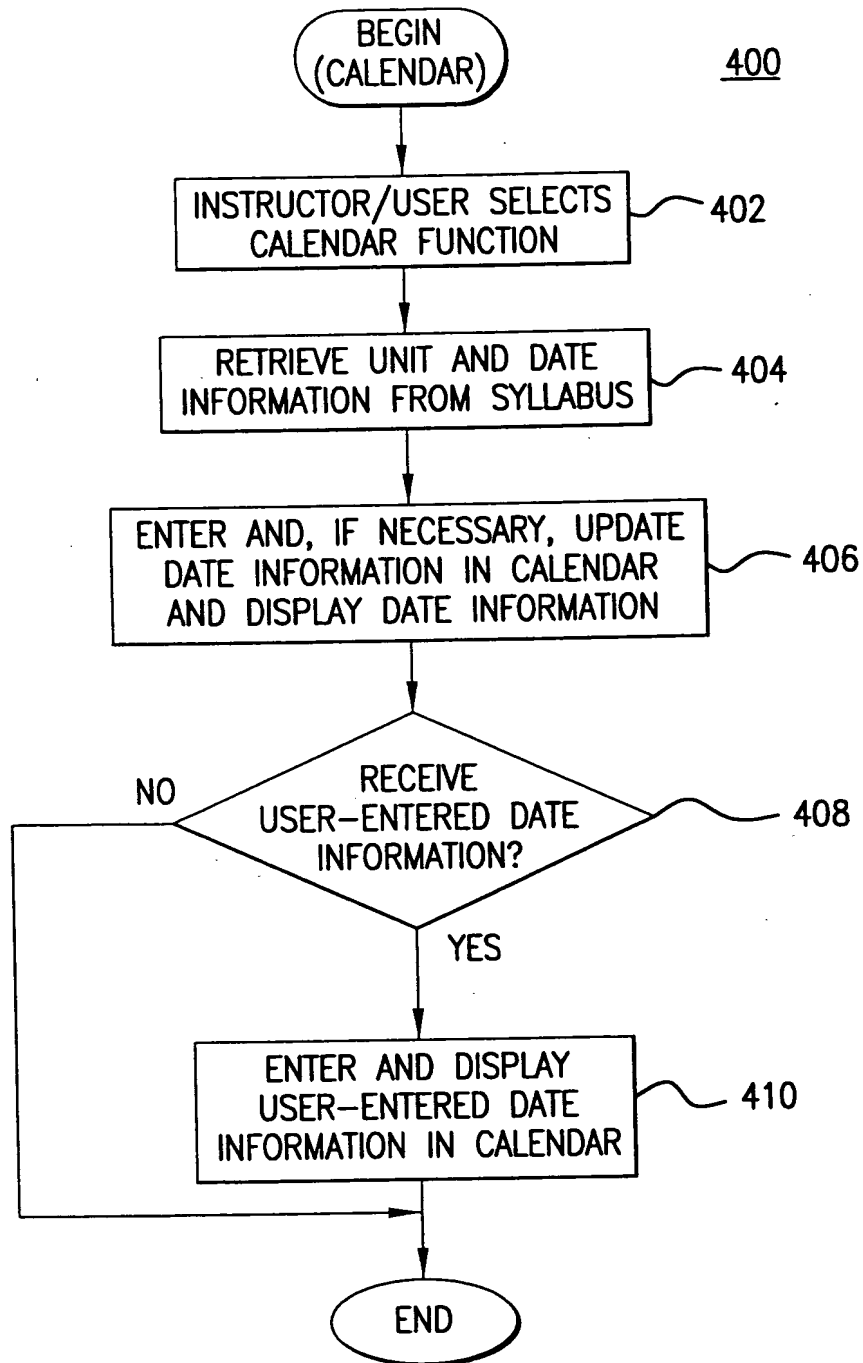 BEGIN
(CALENDAR)
400
INSTRUCTOR/USER SELECTS
CALENDAR FUNCTION
402
RETRIEVE UNIT AND DATE
INFORMATION FROM SYLLABUS
404
ENTER AND, IF NECESSARY, UPDATE
DATE INFORMATION IN CALENDAR
AND DISPLAY DATE INFORMATION
406
NO
RECEIVE
USER-ENTERED DATE
INFORMATION?
408
YES
ENTER AND DISPLAY
USER-ENTERED DATE
INFORMATION IN CALENDAR
410
END